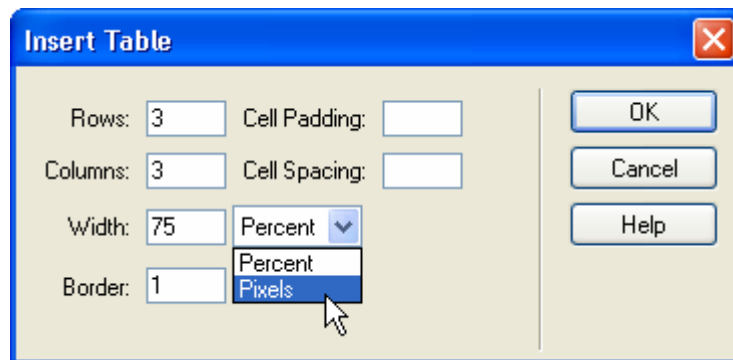 Insert Table
Rows: 3 Cell Padding: OK
Columns: 3 Cell Spacing: Cancel
Width: 75 Percent Help
Percent
Border: 1 Pixels